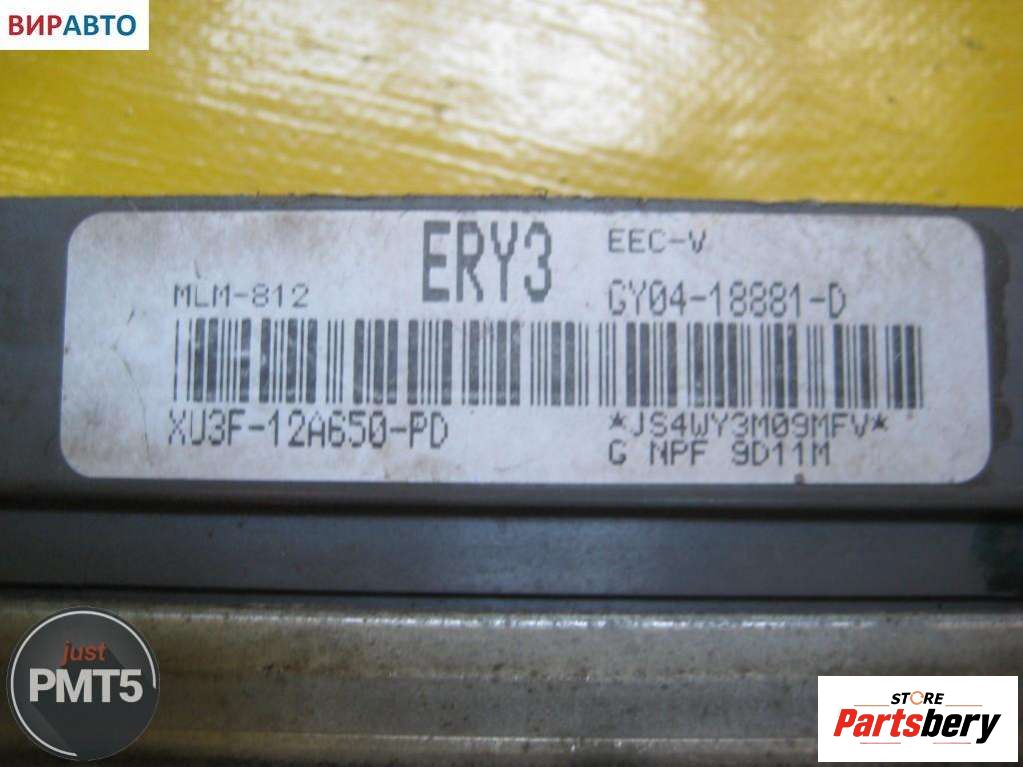 ВИРАВТО
ERY3
EEC-V
MLM-812
GY04-18881-D
XU3F-12A650-PD
*JS4WY3M09MFV*
G NPF 9D11M
just
PMT5
STORE
Partsbery